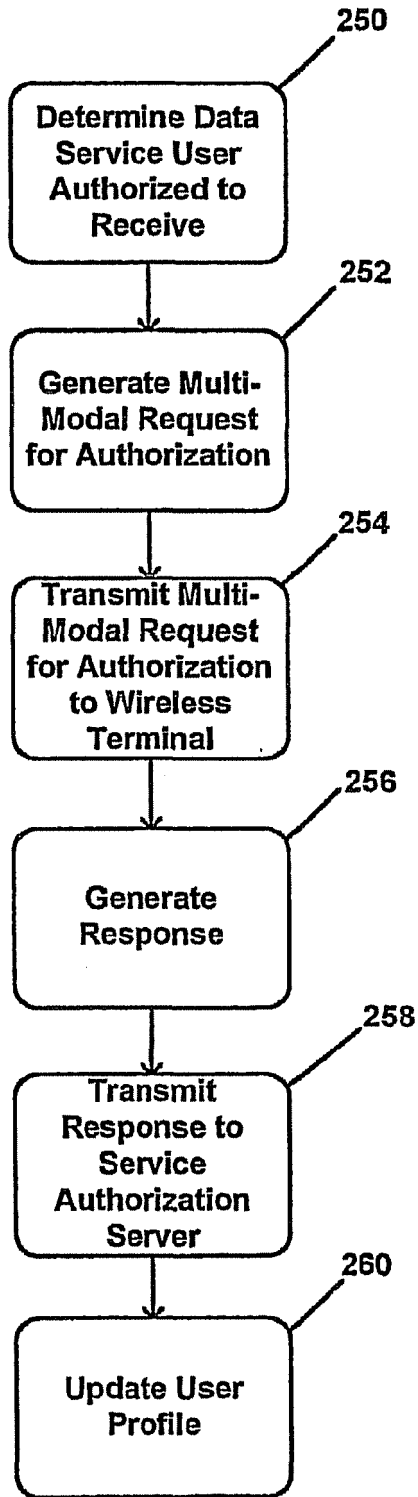 250
Determine Data
Service User
Authorized to
Receive
252
Generate Multi-
Modal Request
for Authorization
254
Transmit Multi-
Modal Request
for Authorization
to Wireless
Terminal
256
Generate
Response
258
Transmit
Response to
Service
Authorization
Server
260
Update User
Profile